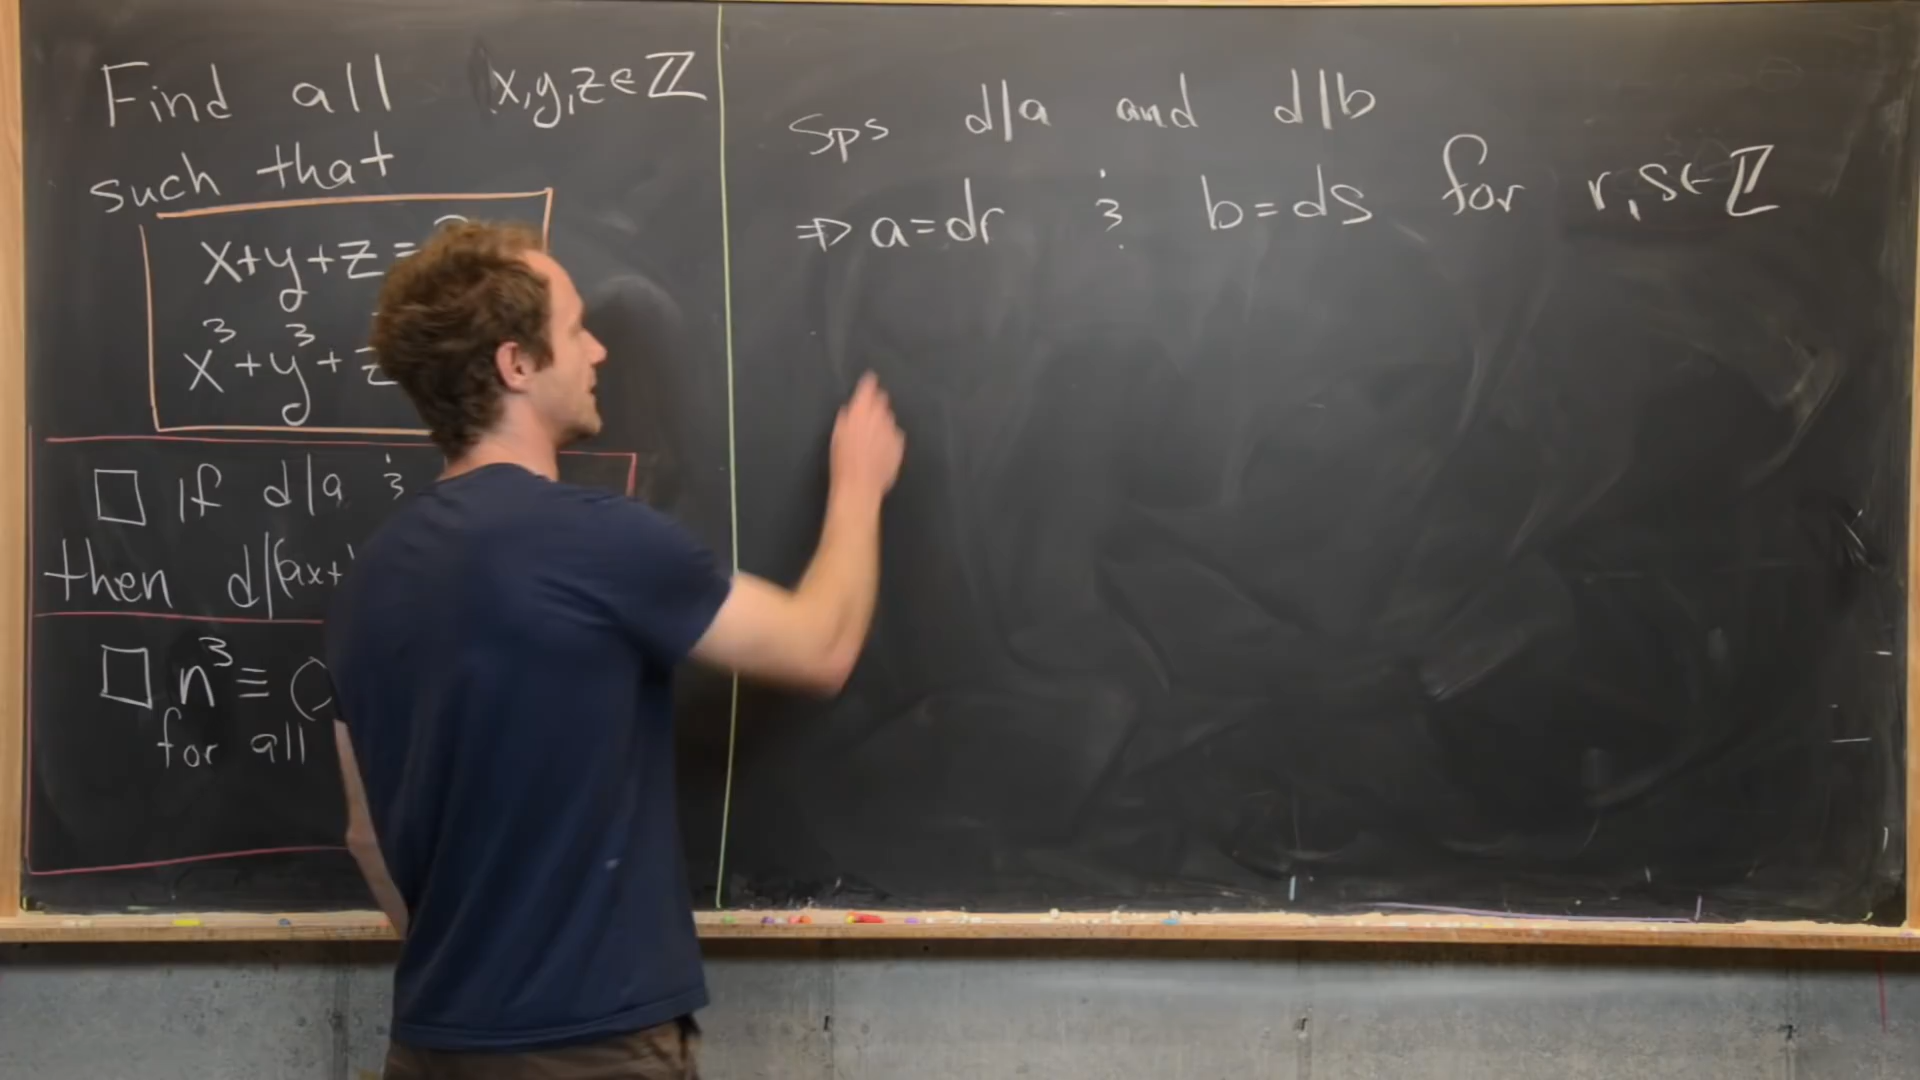 Find all x,y,z∈ℤ
such that
x+y+z=
x³+y³+z
□ If d|a &
then d|(ax+
□ n³≡
for all
Sps d|a and d|b
⇒ a=dr & b=ds for r,s∈ℤ